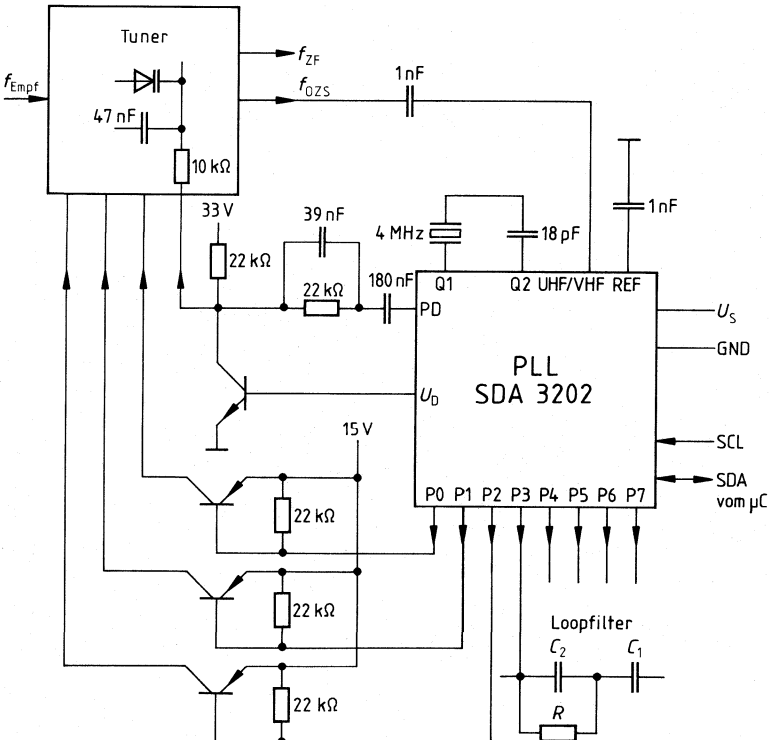 Tuner
f_ZF
f_Empf
f_OZS
1 nF
47 nF
10 kΩ
33 V
39 nF
4 MHz
18 pF
1 nF
22 kΩ
22 kΩ
180 nF
Q1 Q2 UHF/VHF REF
PD
U_S
GND
PLL
SDA 3202
U_D
15 V
SCL
SDA
vom µC
P0 P1 P2 P3 P4 P5 P6 P7
22 kΩ
22 kΩ
Loopfilter
C_2 C_1
22 kΩ
R